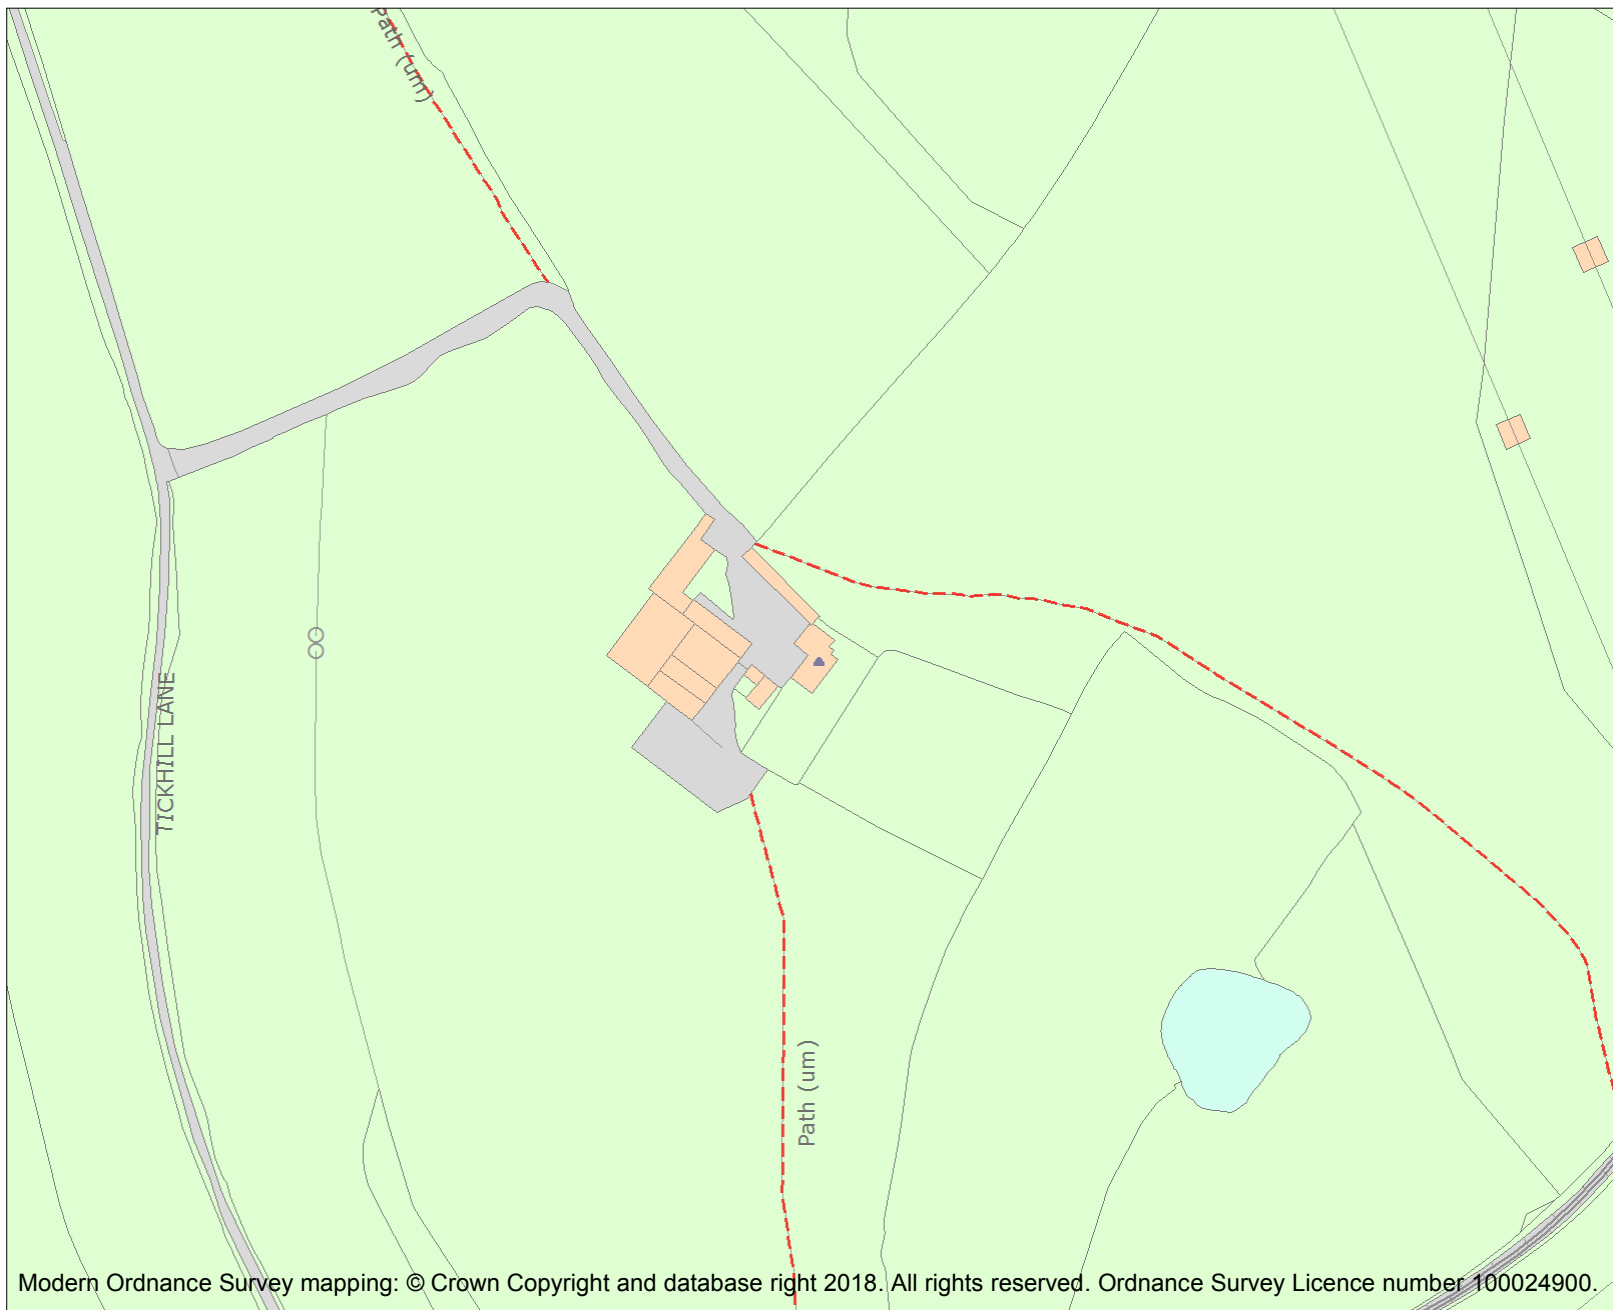 Path (um)
TICKHILL LANE
Path (um)
Modern Ordnance Survey mapping: © Crown Copyright and database right 2018. All rights reserved. Ordnance Survey Licence number 100024900.